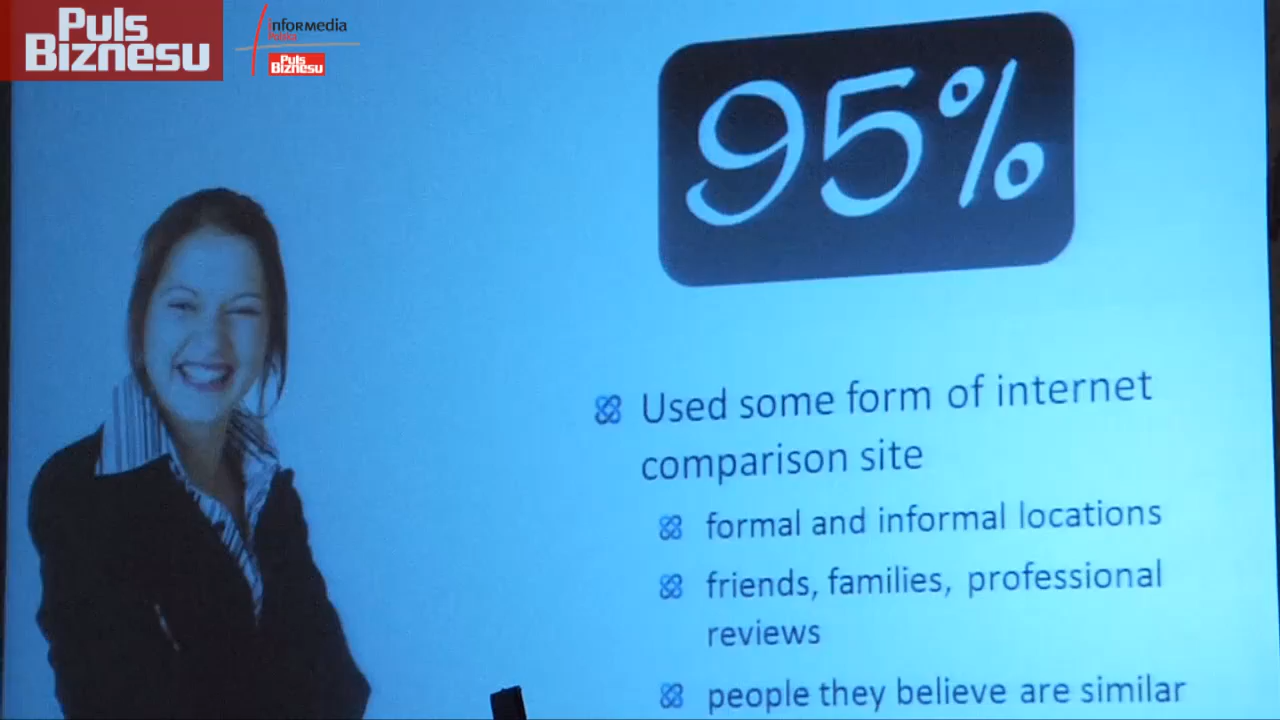 Puls
Biznesu
informedia
Polska
Puls
Biznesu
95%
Used some form of internet
comparison site
formal and informal locations
friends, families, professional
reviews
people they believe are similar